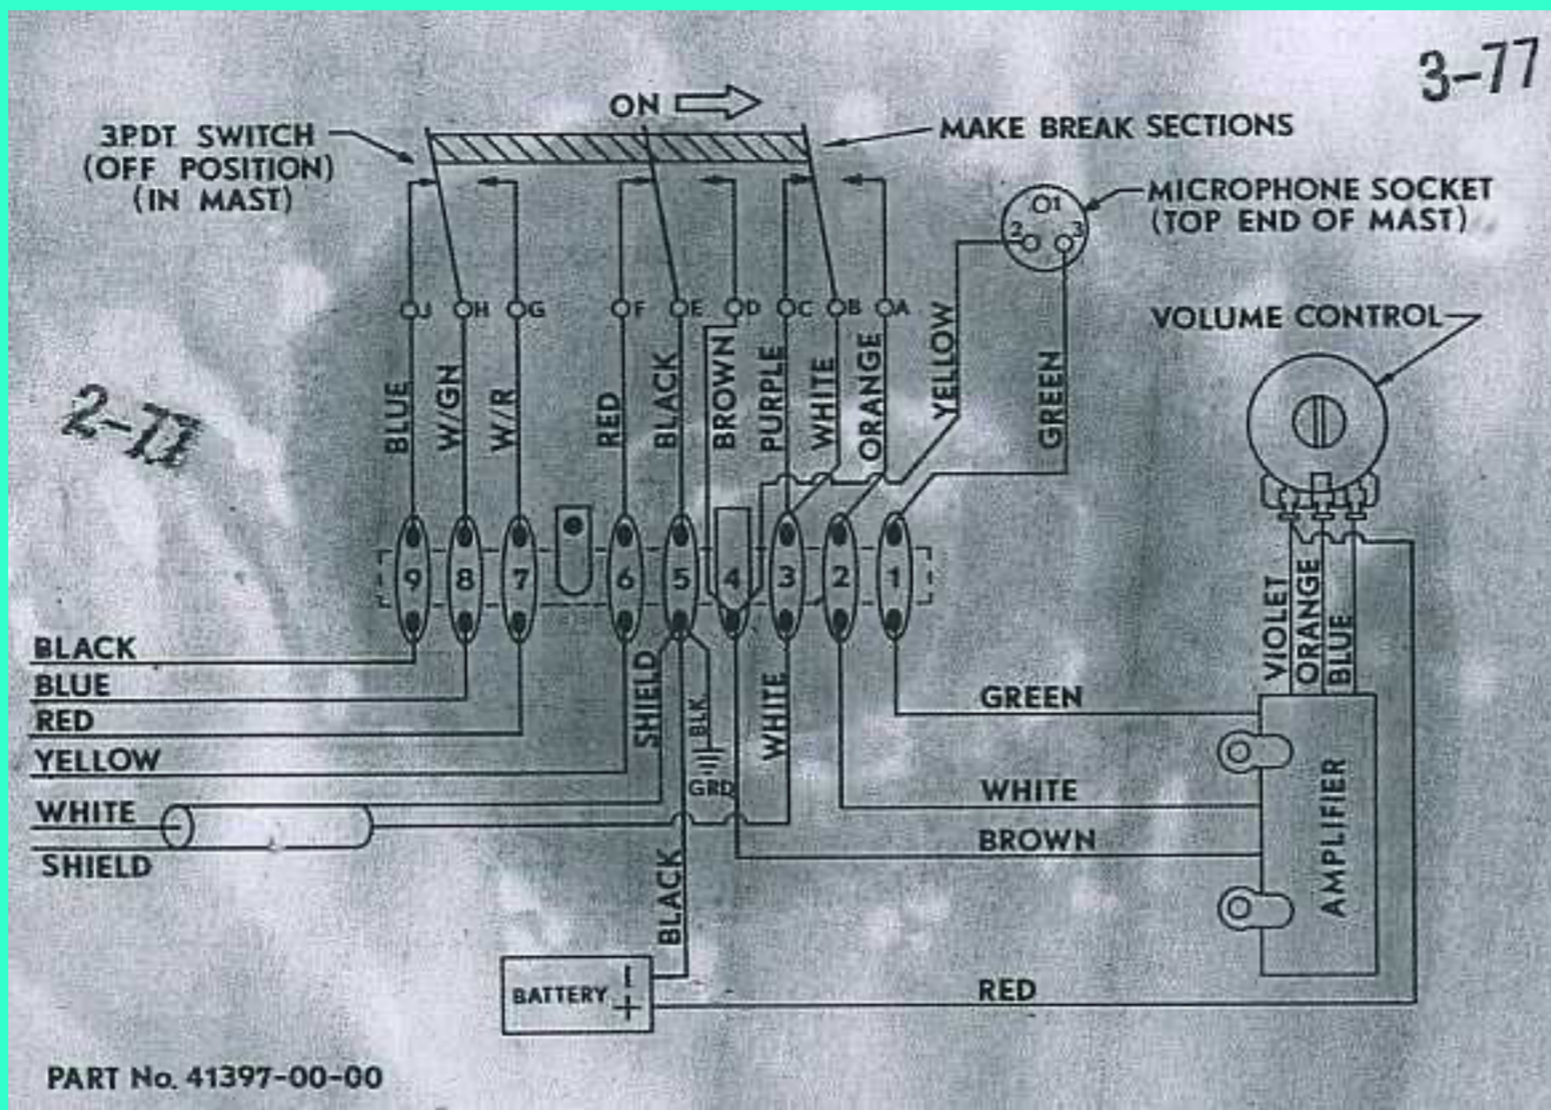 3-77
ON
3PDT SWITCH
(OFF POSITION)
(IN MAST)
MAKE BREAK SECTIONS
MICROPHONE SOCKET
(TOP END OF MAST)
O1
2
3
VOLUME CONTROL
J
H
G
F
E
D
C
B
A
2-77
BLUE
W/GN
W/R
RED
BLACK
BROWN
PURPLE
WHITE
ORANGE
YELLOW
GREEN
9
8
7
6
5
4
3
2
1
VIOLET
ORANGE
BLUE
BLACK
BLUE
RED
YELLOW
WHITE
SHIELD
SHIELD
BLK
GRD
WHITE
GREEN
WHITE
BROWN
AMPLIFIER
BLACK
BATTERY
-
+
RED
PART No. 41397-00-00